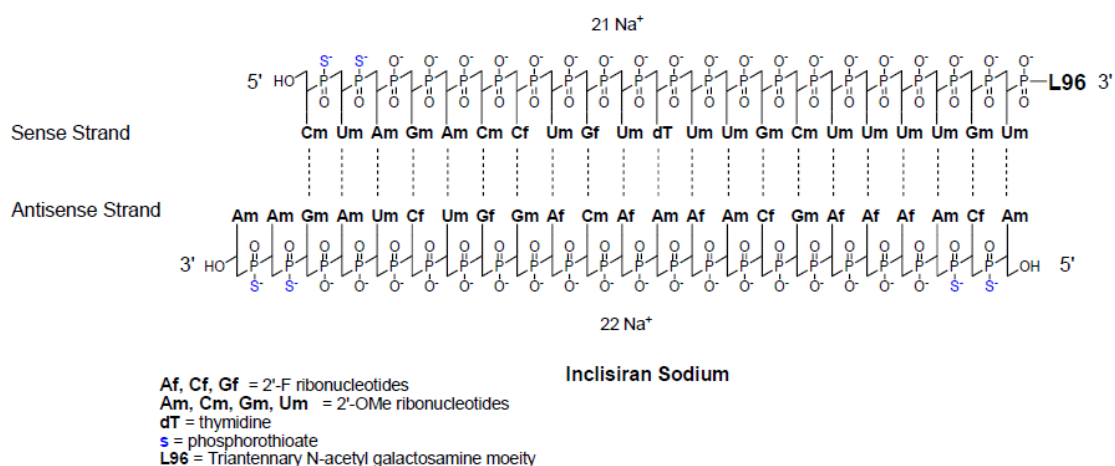 21 Na⁺
S⁻ S⁻ O⁻ O⁻ O⁻ O⁻ O⁻ O⁻ O⁻ O⁻ O⁻ O⁻ O⁻ O⁻ O⁻ O⁻ O⁻ O⁻ O⁻ O⁻ O⁻
5' HO P P P P P P P P P P P P P P P P P P P P P L96 3'
O O O O O O O O O O O O O O O O O O O O O
Sense Strand Cm Um Am Gm Am Cm Cf Um Gf Um dT Um Um Gm Cm Um Um Um Um Gm Um
Antisense Strand Am Am Gm Am Um Cf Um Gf Gm Af Cm Af Am Af Am Cf Gm Af Af Af Am Cf Am
O O O O O O O O O O O O O O O O O O O O O O
3' HO P P P P P P P P P P P P P P P P P P P P P P OH 5'
S⁻ S⁻ O⁻ O⁻ O⁻ O⁻ O⁻ O⁻ O⁻ O⁻ O⁻ O⁻ O⁻ O⁻ O⁻ O⁻ O⁻ O⁻ O⁻ O⁻ S⁻ S⁻
22 Na⁺
Inclisiran Sodium
Af, Cf, Gf = 2'-F ribonucleotides
Am, Cm, Gm, Um = 2'-OMe ribonucleotides
dT = thymidine
s = phosphorothioate
L96 = Triantennary N-acetyl galactosamine moeity